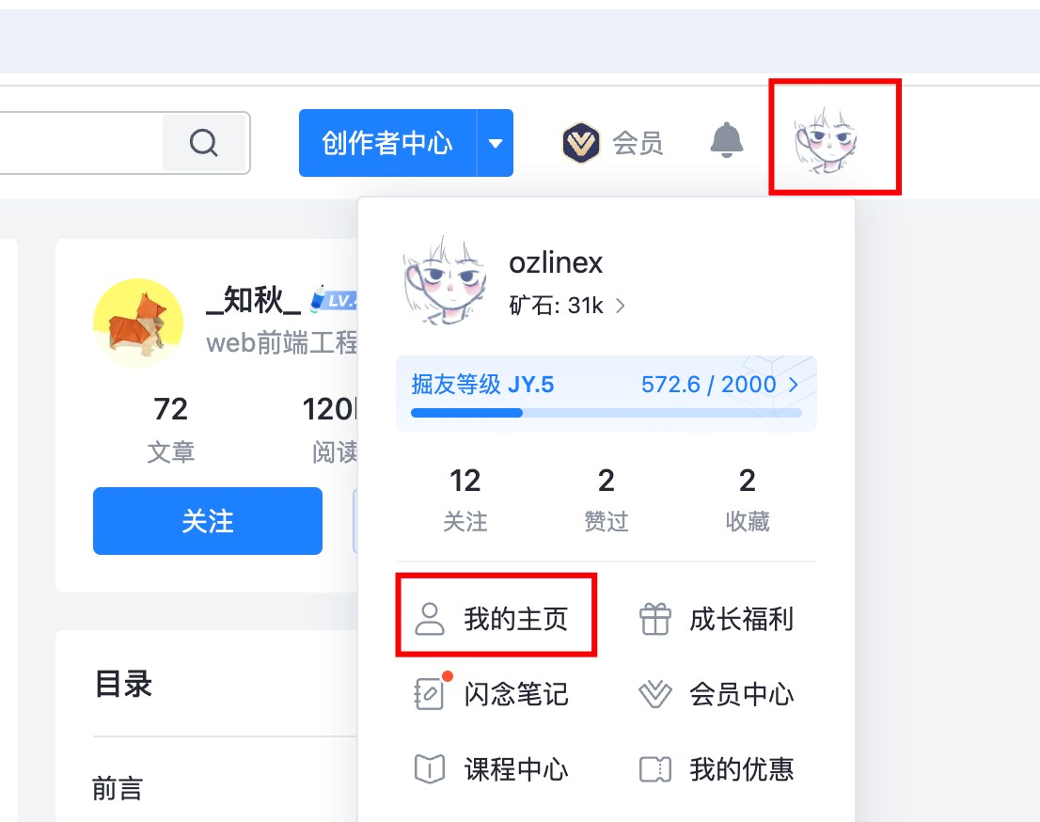 创作者中心
会员
ozlinex
矿石: 31k
_知秋_ LV.
web前端工程
掘友等级 JY.5 572.6 / 2000
72 120
文章 阅读
12 2 2
关注 赞过 收藏
关注
我的主页 成长福利
目录
闪念笔记 会员中心
课程中心 我的优惠
前言